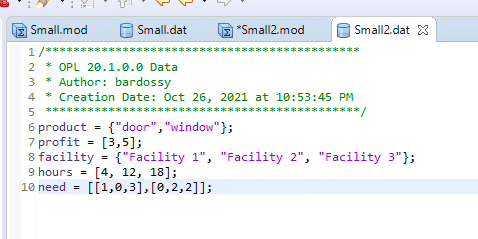 Small.mod Small.dat *Small2.mod Small2.dat
1 /*********************************************
2 * OPL 20.1.0.0 Data
3 * Author: bardossy
4 * Creation Date: Oct 26, 2021 at 10:53:45 PM
5 *********************************************/
6 product = {"door","window"};
7 profit = [3,5];
8 facility = {"Facility 1", "Facility 2", "Facility 3"};
9 hours = [4, 12, 18];
10 need = [[1,0,3],[0,2,2]];